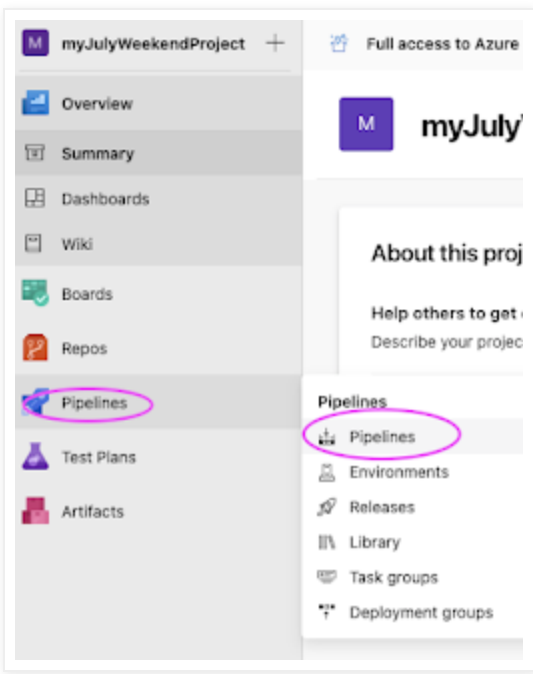 M myJulyWeekendProject +
Overview
Summary
Dashboards
Wiki
Boards
Repos
Pipelines
Test Plans
Artifacts
Full access to Azure
M myJuly
About this proj
Help others to get
Describe your projec
Pipelines
Pipelines
Environments
Releases
Library
Task groups
Deployment groups